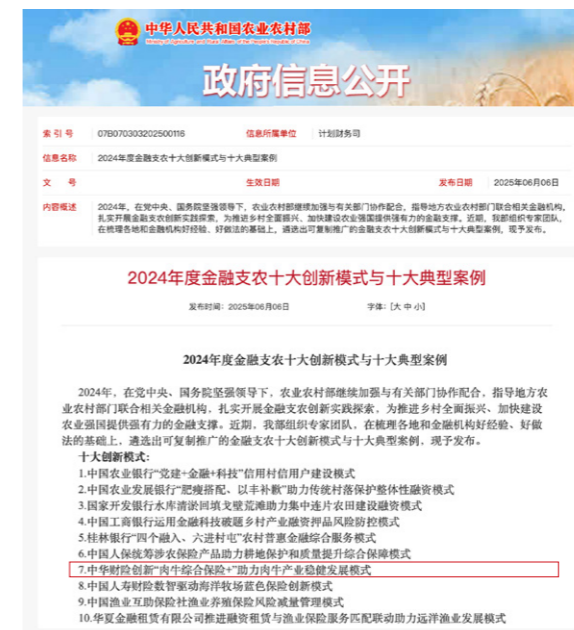 中华人民共和国农业农村部
政府信息公开
索 引 号 07B070303202500116 信息所属单位 计划财务司
信息名称 2024年度金融支农十大创新模式与十大典型案例
文 号 生效日期 发布日期 2025年06月06日
内容概述 2024年，在党中央、国务院坚强领导下，农业农村部继续加强与有关部门协作配合，指导地方农业农村部门联合相关金融机构，
扎实开展金融支农创新实践探索，为推进乡村全面振兴、加快建设农业强国提供强有力的金融支撑。近期，我部组织专家团队，
在梳理各地和金融机构好经验、好做法的基础上，遴选出可复制推广的金融支农十大创新模式与十大典型案例，现予发布。
2024年度金融支农十大创新模式与十大典型案例
发布时间：2025年06月06日 字体：[大 中 小]
2024年度金融支农十大创新模式与十大典型案例
2024年，在党中央、国务院坚强领导下，农业农村部继续加强与有关部门协作配合，指导地方农
业农村部门联合相关金融机构，扎实开展金融支农创新实践探索，为推进乡村全面振兴、加快建设
农业强国提供强有力的金融支撑。近期，我部组织专家团队，在梳理各地和金融机构好经验、好做
法的基础上，遴选出可复制推广的金融支农十大创新模式与十大典型案例，现予发布。
十大创新模式：
1.中国农业银行“党建+金融+科技”信用村信用户建设模式
2.中国农业发展银行“肥瘦搭配、以丰补歉”助力传统村落保护整体性融资模式
3.国家开发银行水库清淤回填戈壁荒滩助力集中连片农田建设融资模式
4.中国工商银行运用金融科技破题乡村产业融资押品风险防控模式
5.桂林银行“四个融入、六进村屯”农村普惠金融综合服务模式
6.中国人保统筹涉农保险产品助力耕地保护和质量提升综合保障模式
7.中华财险创新“肉牛综合保险+”助力肉牛产业稳健发展模式
8.中国人寿财险数智驱动海洋牧场蓝色保险创新模式
9.中国渔业互助保险社渔业养殖保险风险减量管理模式
10.华夏金融租赁有限公司推进融资租赁与渔业保险服务匹配联动助力远洋渔业发展模式